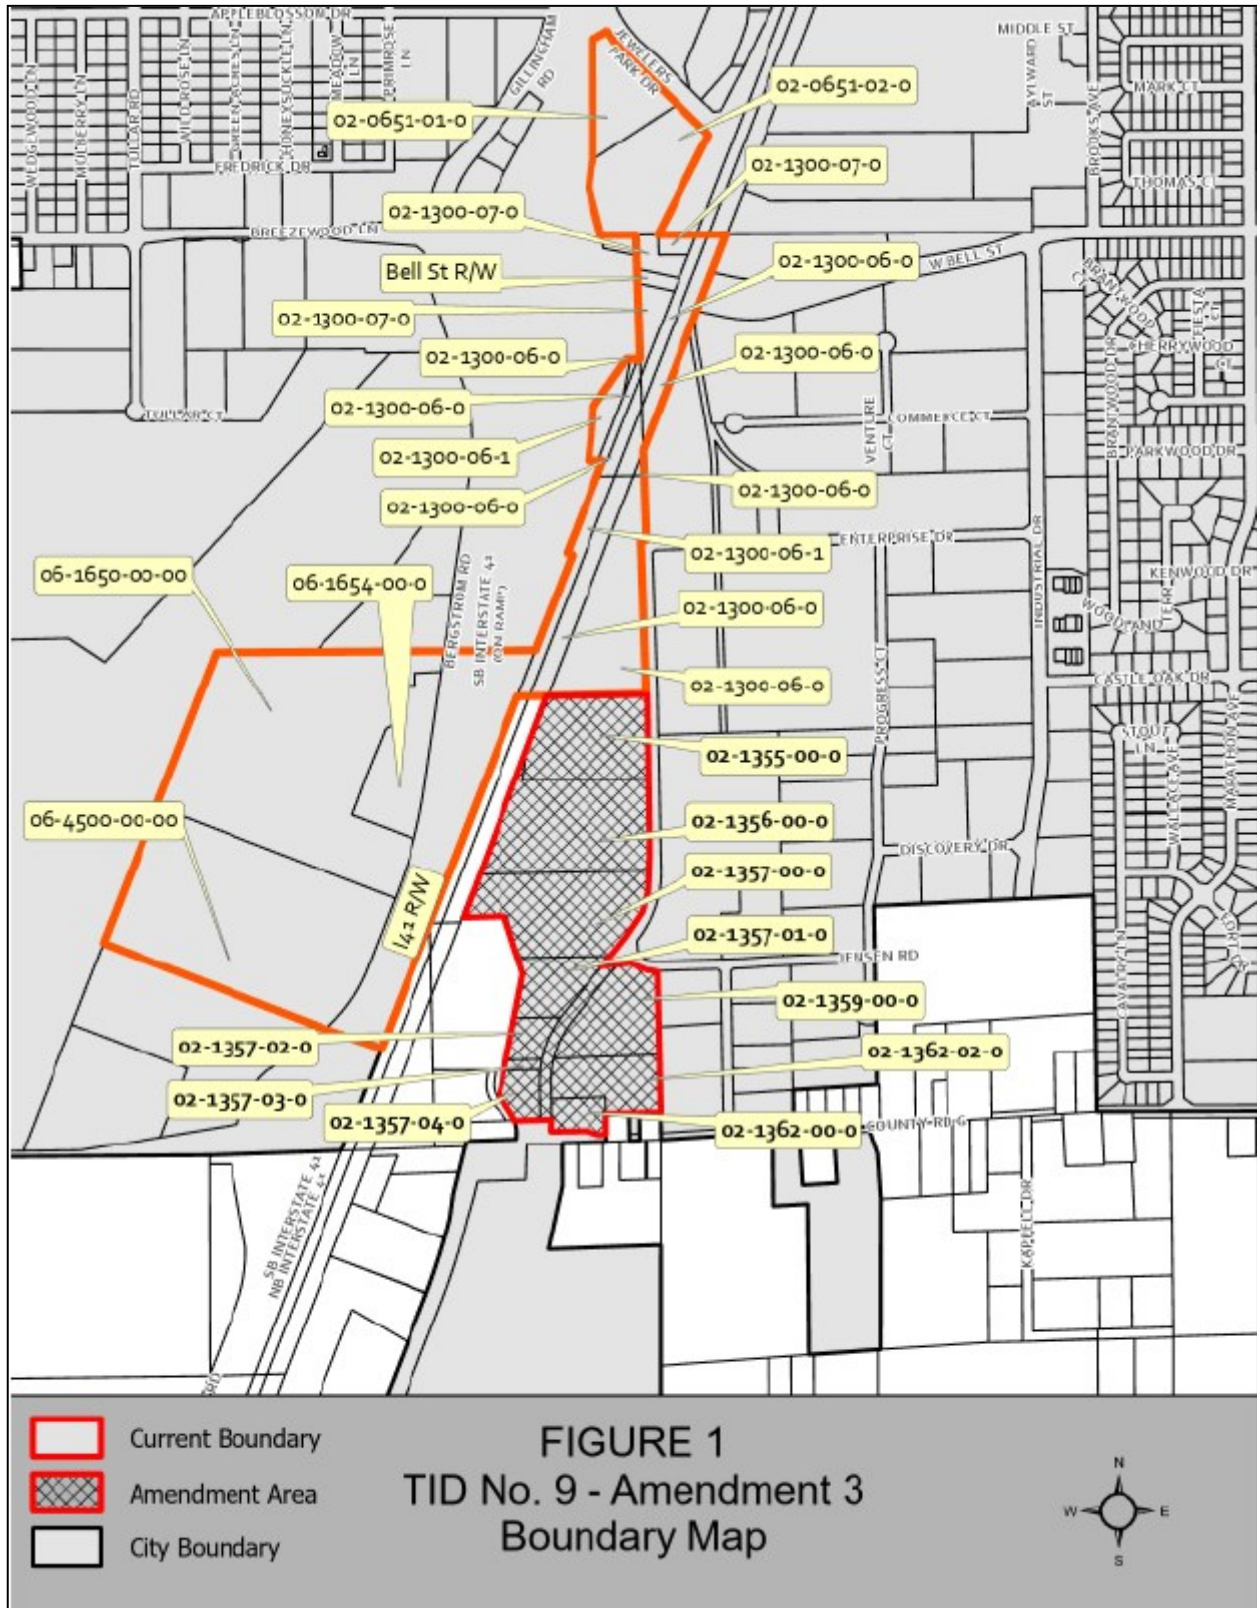 APPLEBLOSSOM DR
JEWELERS
PARK DR
MIDDLE ST
AYLWARD
ST
MARK CT
BROOKS AVE
GILLINGHAM
RD
WEDGEWOOD LN
MULBERRY LN
TULLAR RD
WILDROSE LN
GREEN ACRES LN
HONEYSUCKLE LN
MEADOW
LN
PRIMROSE
LN
02-0651-01-0
02-0651-02-0
FREDRICK DR
02-1300-07-0
THOMAS C
02-1300-07-0
BREEZEWOOD LN
Bell St R/W
02-1300-06-0
W BELL ST
BRANTWOOD
CT
FIESTA
CT
02-1300-07-0
02-1300-06-0
02-1300-06-0
CHERRYWOOD
CT
02-1300-06-0
TULLAR CT
VENTURE
CT
COMMERCE CT
BRANTWOOD DR
PARKWOOD DR
02-1300-06-1
02-1300-06-0
02-1300-06-0
ENTERPRISE DR
02-1300-06-1
06-1650-00-00
06-1654-00-0
BERGSTROM RD
SB INTERSTATE 41
(ON RAMP)
INDUSTRIAL DR
KENWOOD DR
WOODLAND
TERR
02-1300-06-0
02-1300-06-0
PROGRESS CT
CASTLE OAK DR
STOUT
LN
WALLACE AVE
MARATHON AVE
02-1355-00-0
06-4500-00-00
02-1356-00-0
DISCOVERY DR
02-1357-00-0
I41 R/W
02-1357-01-0
JENSEN RD
CAVALRY LN
02-1359-00-0
02-1357-02-0
02-1362-02-0
02-1357-03-0
02-1357-04-0
02-1362-00-0
COUNTY RD G
SB INTERSTATE 41
NB INTERSTATE 41
KAPPELL DR
RD
Current Boundary
Amendment Area
City Boundary
FIGURE 1
TID No. 9 - Amendment 3
Boundary Map
N
W
E
S